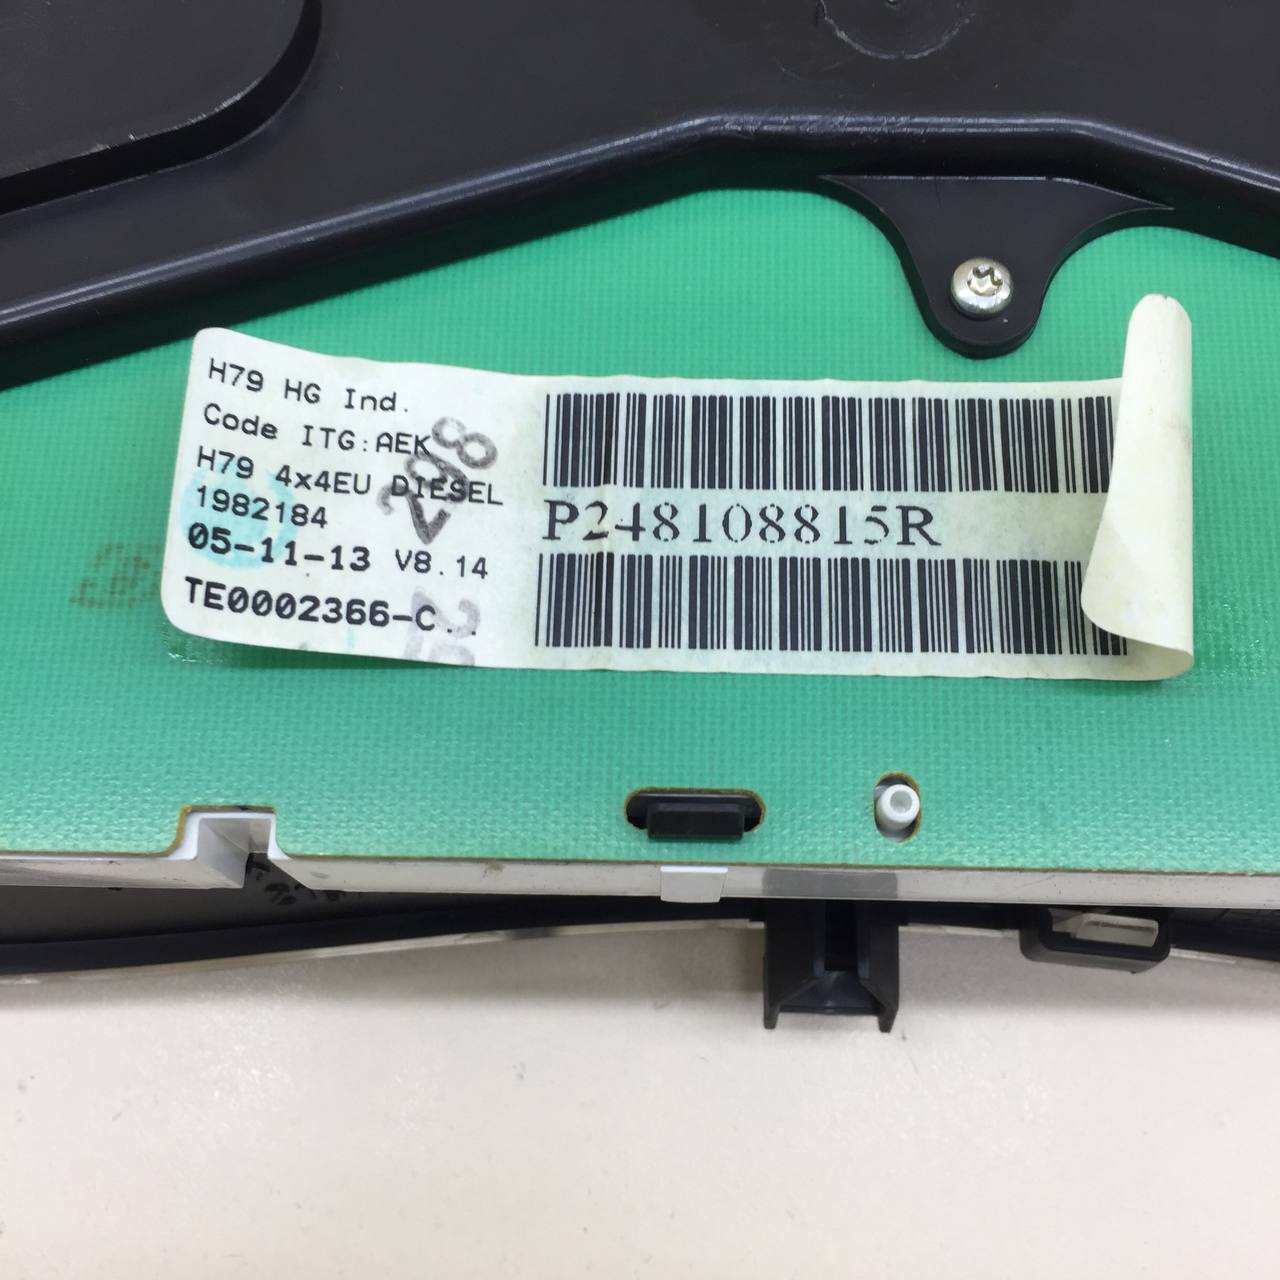 H79 HG Ind.
Code ITG:AEK
H79 4x4EU DIESEL
1982184
05-11-13 V8.14
TE0002366-C..
P248108815R